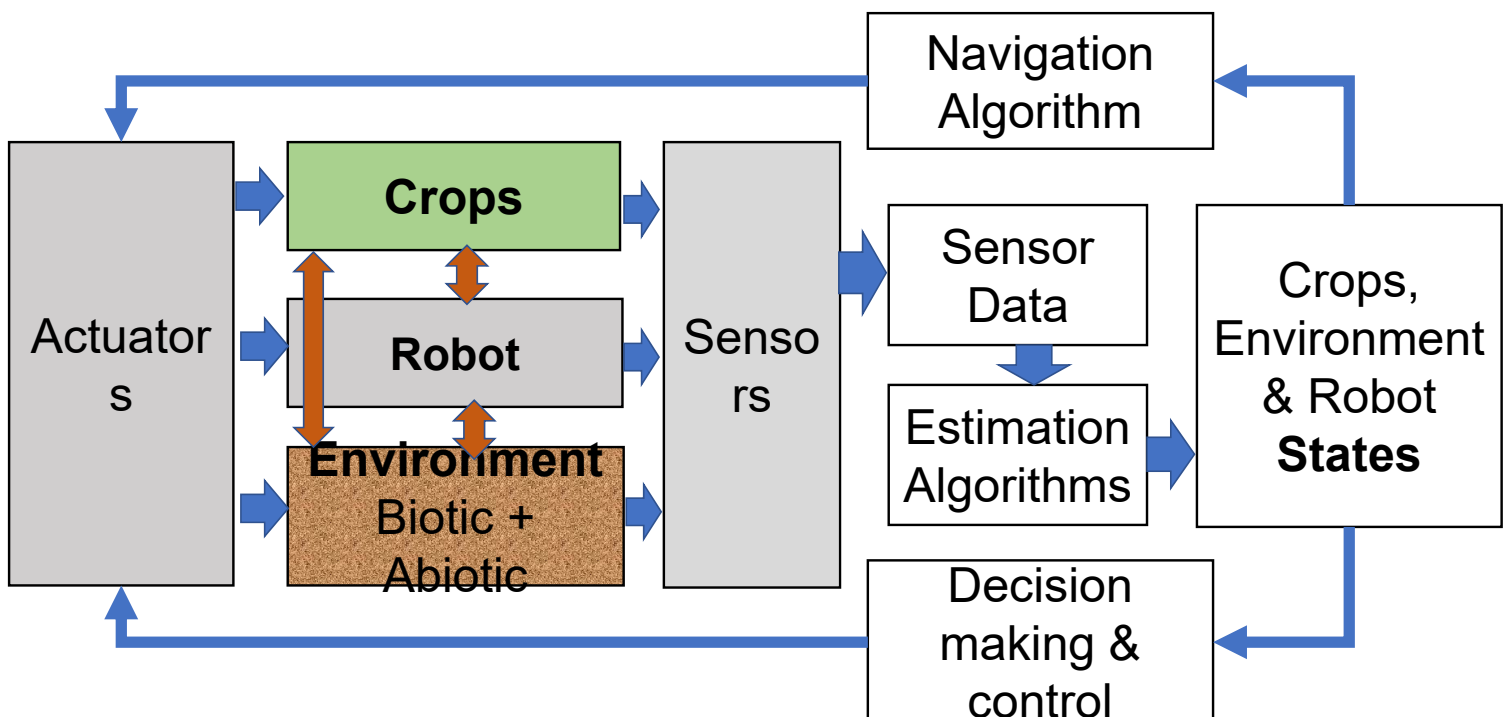 Navigation
Algorithm
Actuator
s
Crops
Robot
Environment
Biotic +
Abiotic
Senso
rs
Sensor
Data
Estimation
Algorithms
Crops,
Environment
& Robot
States
Decision
making &
control